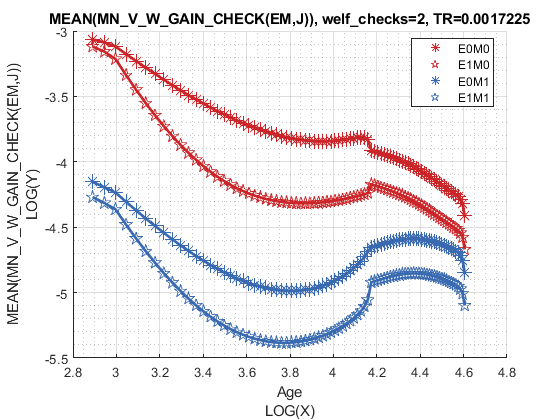 MEAN(MN_V_W_GAIN_CHECK(EM,J)), welf_checks=2, TR=0.0017225
MEAN(MN_V_W_GAIN_CHECK(EM,J))
LOG(Y)
-3
-3.5
-4
-4.5
-5
-5.5
E0M0
E1M0
E0M1
E1M1
2.8 3 3.2 3.4 3.6 3.8 4 4.2 4.4 4.6 4.8
Age
LOG(X)